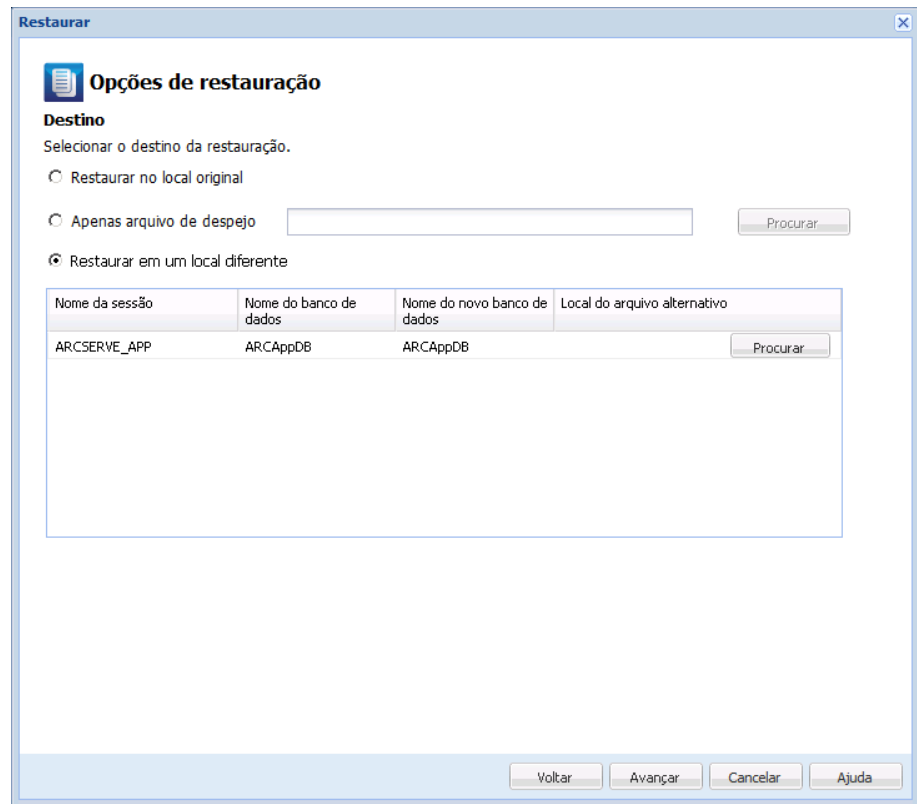 Restaurar
Opções de restauração
Destino
Selecionar o destino da restauração.
Restaurar no local original
Apenas arquivo de despejo
Procurar
Restaurar em um local diferente
Nome da sessão
Nome do banco de
dados
Nome do novo banco de
dados
Local do arquivo alternativo
ARCSERVE_APP
ARCAppDB
ARCAppDB
Procurar
Voltar
Avançar
Cancelar
Ajuda